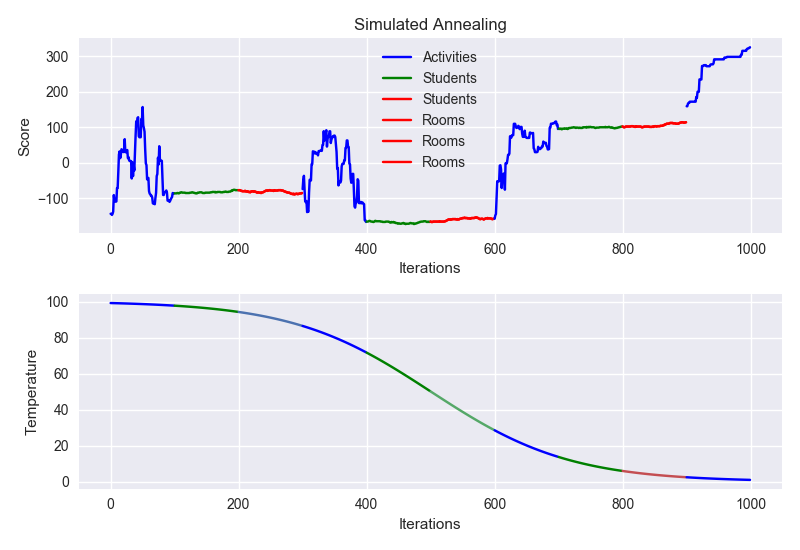 Simulated Annealing
300
200
100
0
−100
Score
Activities
Students
Students
Rooms
Rooms
Rooms
0 200 400 600 800 1000
Iterations
100
80
60
40
20
0
Temperature
0 200 400 600 800 1000
Iterations